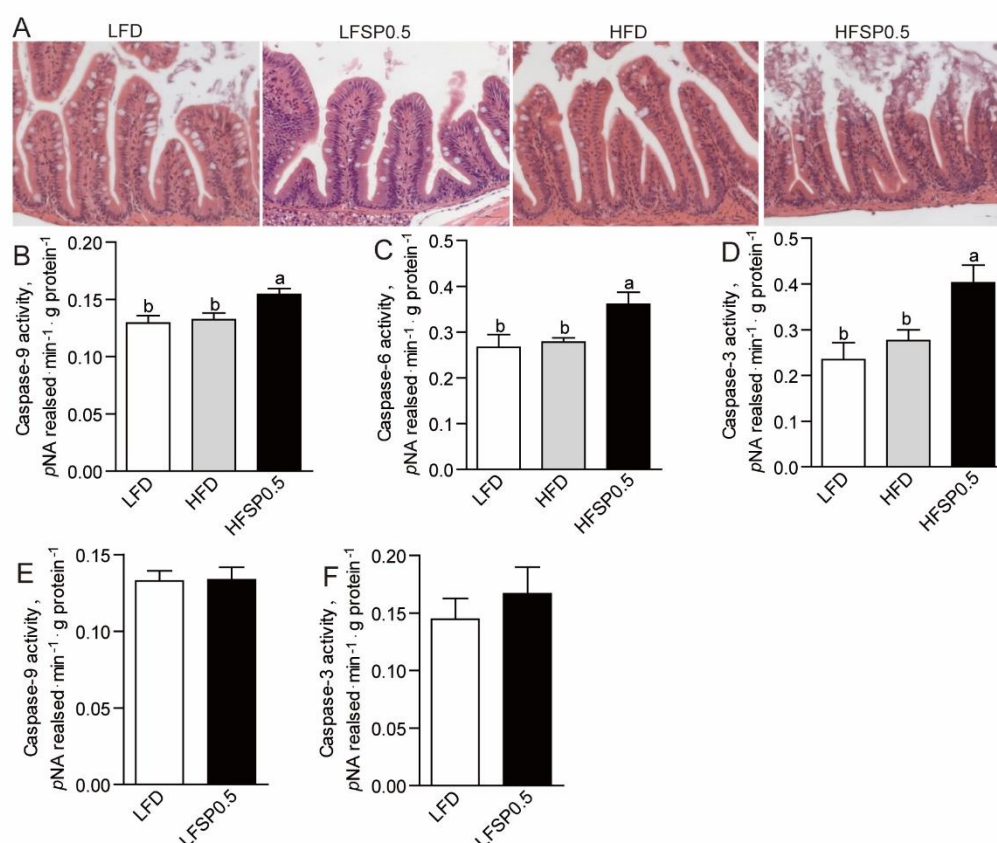 A
LFD
LFSP0.5
HFD
HFSP0.5
B
Caspase-9 activity,
pNA realsed·min⁻¹·g protein⁻¹
0.20
0.15
0.10
0.05
0.00
b
b
a
LFD
HFD
HFSP0.5
C
Caspase-6 activity,
pNA realsed·min⁻¹·g protein⁻¹
0.5
0.4
0.3
0.2
0.1
0.0
b
b
a
LFD
HFD
HFSP0.5
D
Caspase-3 activity,
pNA realsed·min⁻¹·g protein⁻¹
0.5
0.4
0.3
0.2
0.1
0.0
b
b
a
LFD
HFD
HFSP0.5
E
Caspase-9 activity,
pNA realsed·min⁻¹·g protein⁻¹
0.15
0.10
0.05
0.00
LFD
LFSP0.5
F
Caspase-3 activity,
pNA realsed·min⁻¹·g protein⁻¹
0.20
0.15
0.10
0.05
0.00
LFD
LFSP0.5